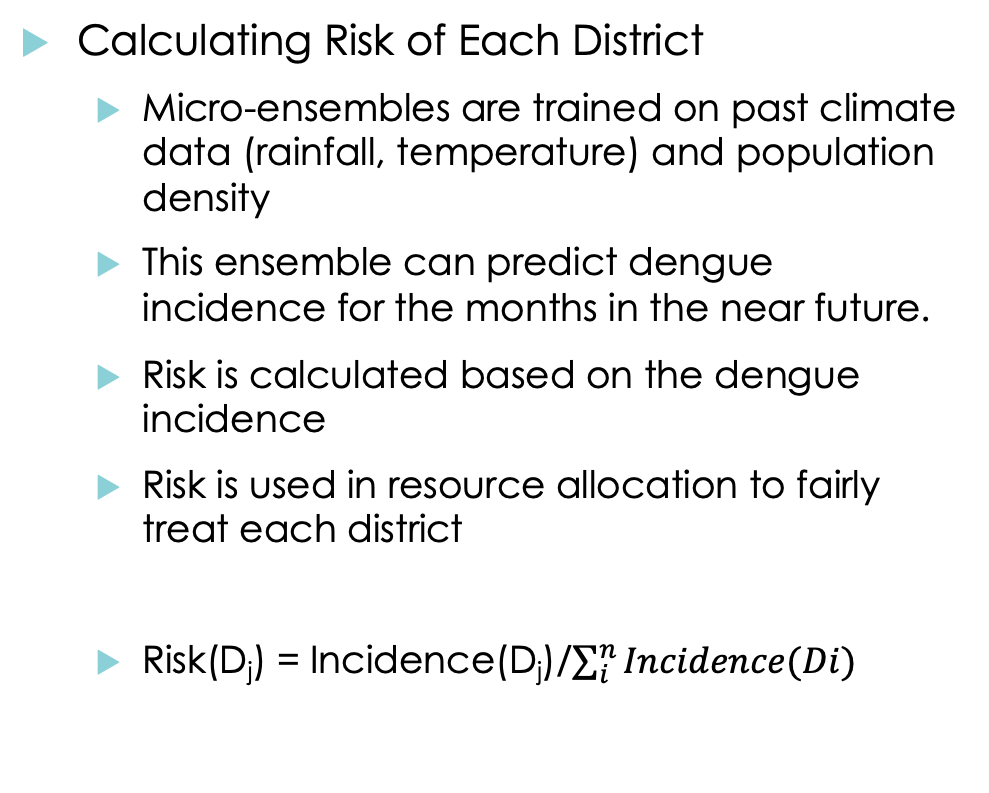 Calculating Risk of Each District
Micro-ensembles are trained on past climate
data (rainfall, temperature) and population
density
This ensemble can predict dengue
incidence for the months in the near future.
Risk is calculated based on the dengue
incidence
Risk is used in resource allocation to fairly
treat each district
Risk(Dⱼ) = Incidence(Dⱼ)/∑ᵢⁿ Incidence(Di)